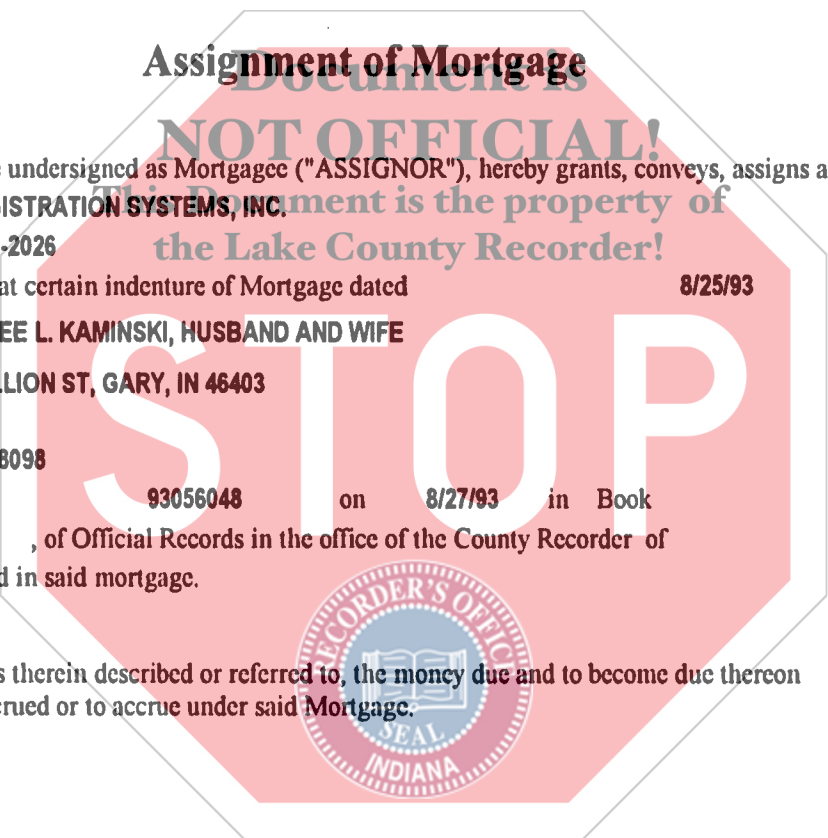 Assignment of Mortgage
Document is
NOT OFFICIAL!
undersigned as Mortgagee ("ASSIGNOR"), hereby grants, conveys, assigns a
This Document is the property of
ISTRATION SYSTEMS, INC.
the Lake County Recorder!
-2026
at certain indenture of Mortgage dated 8/25/93
EE L. KAMINSKI, HUSBAND AND WIFE
STOP
LION ST, GARY, IN 46403
8098
93056048 on 8/27/93 in Book
, of Official Records in the office of the County Recorder of
d in said mortgage.
RECORDER'S OFFICE
s therein described or referred to, the money due and to become due thereon
rued or to accrue under said Mortgage.
SEAL
INDIANA